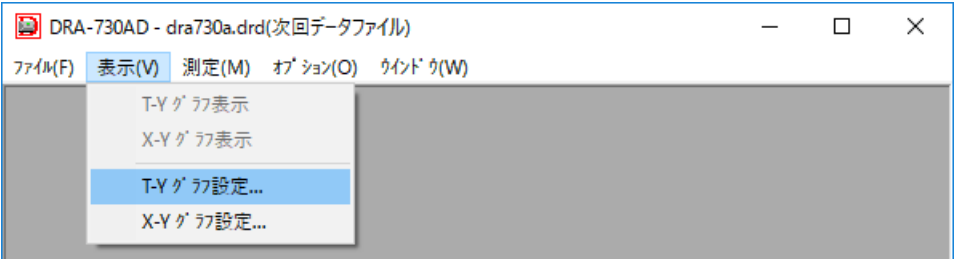 DRA-730AD - dra730a.drd(次回データファイル)
ﾌｧｲﾙ(F) 表示(V) 測定(M) ｵﾌﾟｼｮﾝ(O) ｳｲﾝﾄﾞｳ(W)
T-Y ｸﾞﾗﾌ表示
X-Y ｸﾞﾗﾌ表示
T-Y ｸﾞﾗﾌ設定...
X-Y ｸﾞﾗﾌ設定...